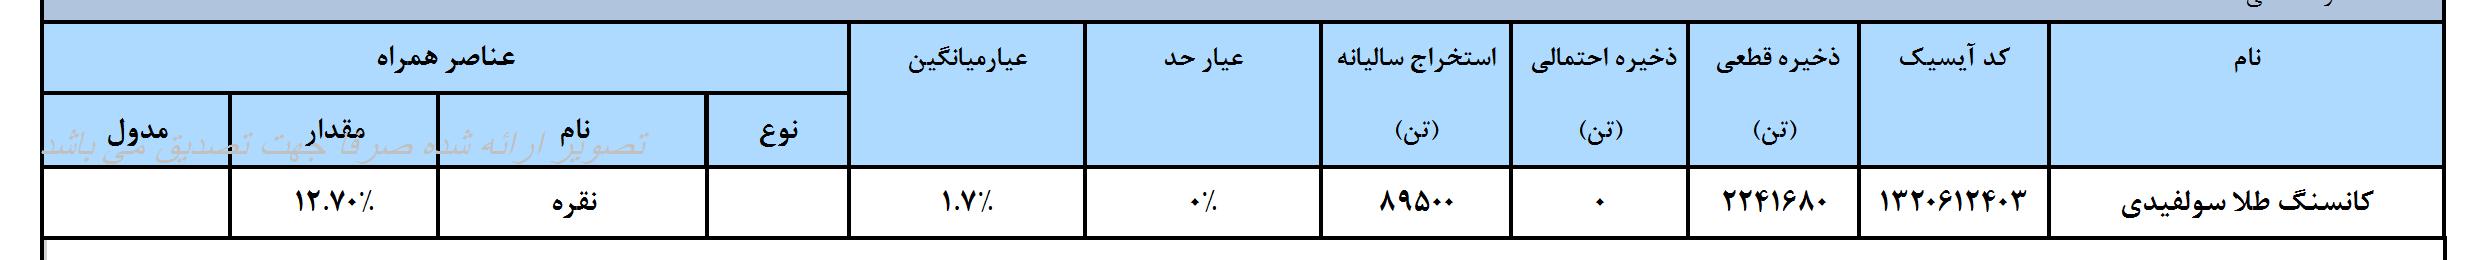 نام	کد آیسیک	ذخیره قطعی (تن)	ذخیره احتمالی (تن)	استخراج سالیانه (تن)	عیار حد	عیارمیانگین	عناصر همراه
نوع	نام	مقدار	مدول
تصویر ارائه شده صرفا جهت تصدیق می باشد
کانسنگ طلا سولفیدی	۱۳۲۰۶۱۲۴۰۳	۲۲۴۱۶۸۰	۰	۸۹۵۰۰	۰٪	۱.۷٪	نقره	۱۲.۷۰٪